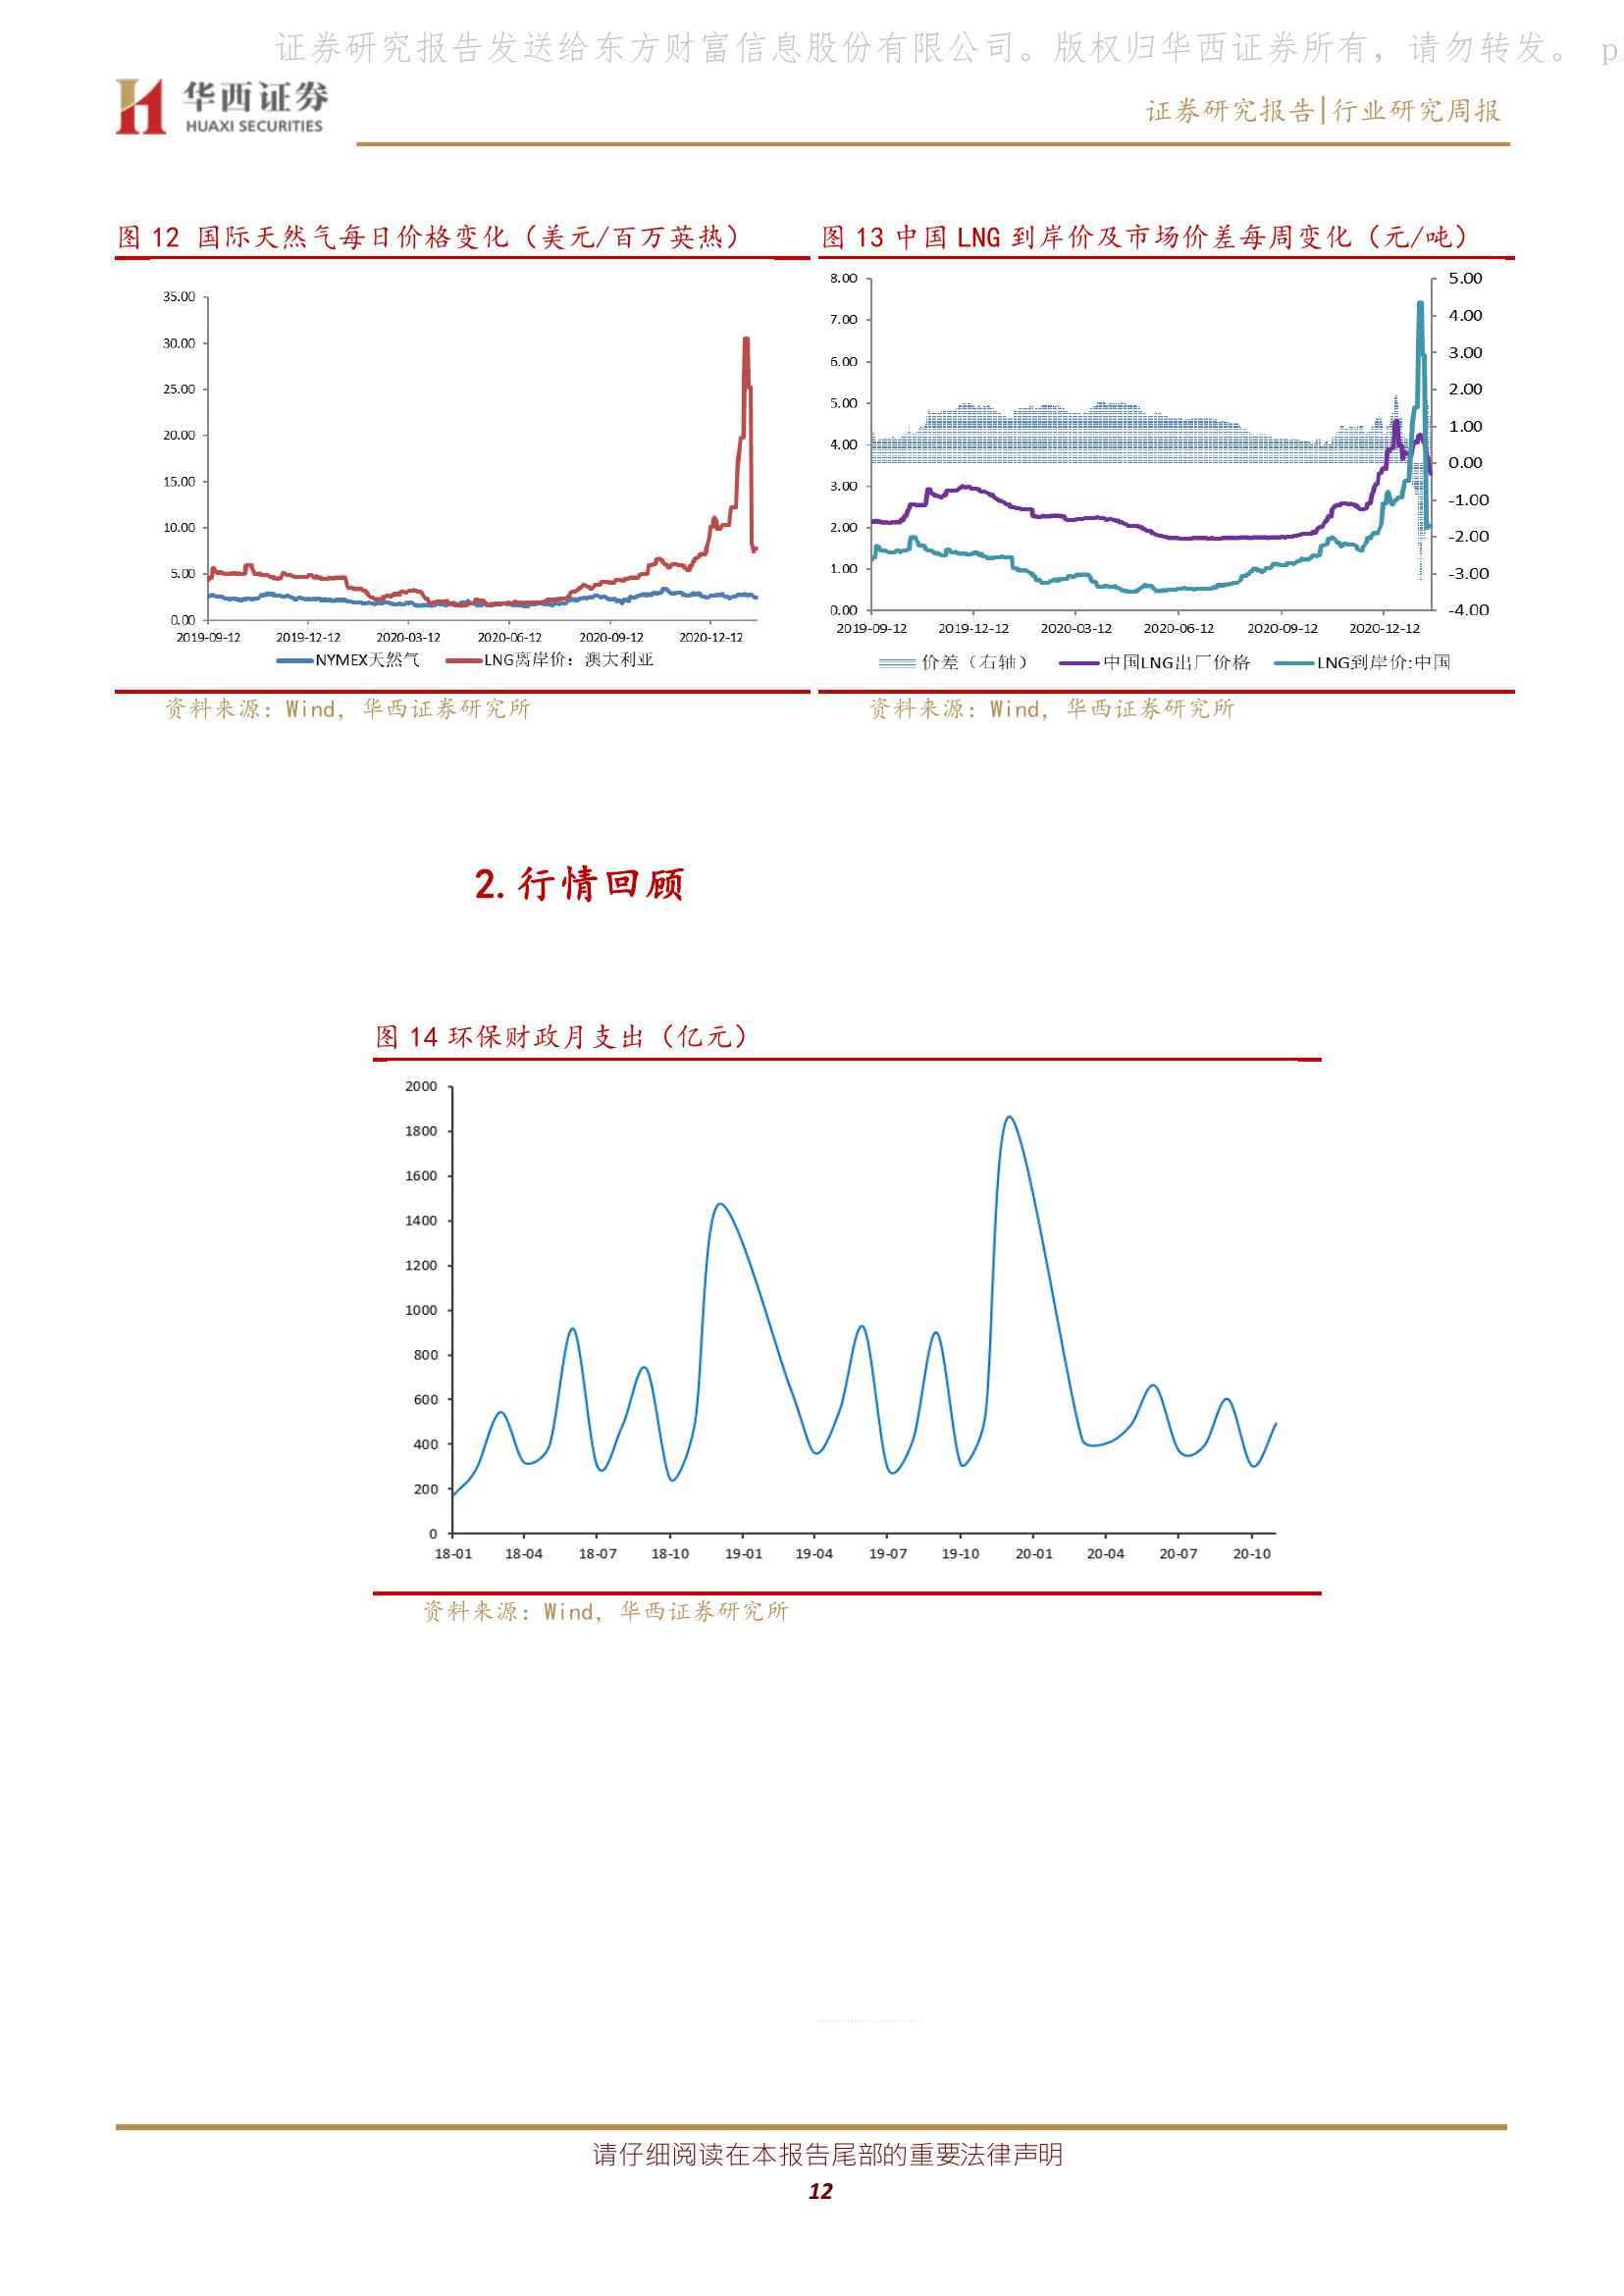 证券研究报告发送给东方财富信息股份有限公司。版权归华西证券所有，请勿转发。 p
华西证券
HUAXI SECURITIES
证券研究报告|行业研究周报
图 12 国际天然气每日价格变化（美元/百万英热）
35.00
30.00
25.00
20.00
15.00
10.00
5.00
0.00
2019-09-12 2019-12-12 2020-03-12 2020-06-12 2020-09-12 2020-12-12
NYMEX天然气 LNG离岸价：澳大利亚
资料来源：Wind，华西证券研究所
图 13 中国 LNG 到岸价及市场价差每周变化（元/吨）
8.00
7.00
6.00
5.00
4.00
3.00
2.00
1.00
0.00
5.00
4.00
3.00
2.00
1.00
0.00
-1.00
-2.00
-3.00
-4.00
2019-09-12 2019-12-12 2020-03-12 2020-06-12 2020-09-12 2020-12-12
价差（右轴） 中国LNG出厂价格 LNG到岸价:中国
资料来源：Wind，华西证券研究所
2.行情回顾
图 14 环保财政月支出（亿元）
2000
1800
1600
1400
1200
1000
800
600
400
200
0
18-01 18-04 18-07 18-10 19-01 19-04 19-07 19-10 20-01 20-04 20-07 20-10
资料来源：Wind，华西证券研究所
请仔细阅读在本报告尾部的重要法律声明
12